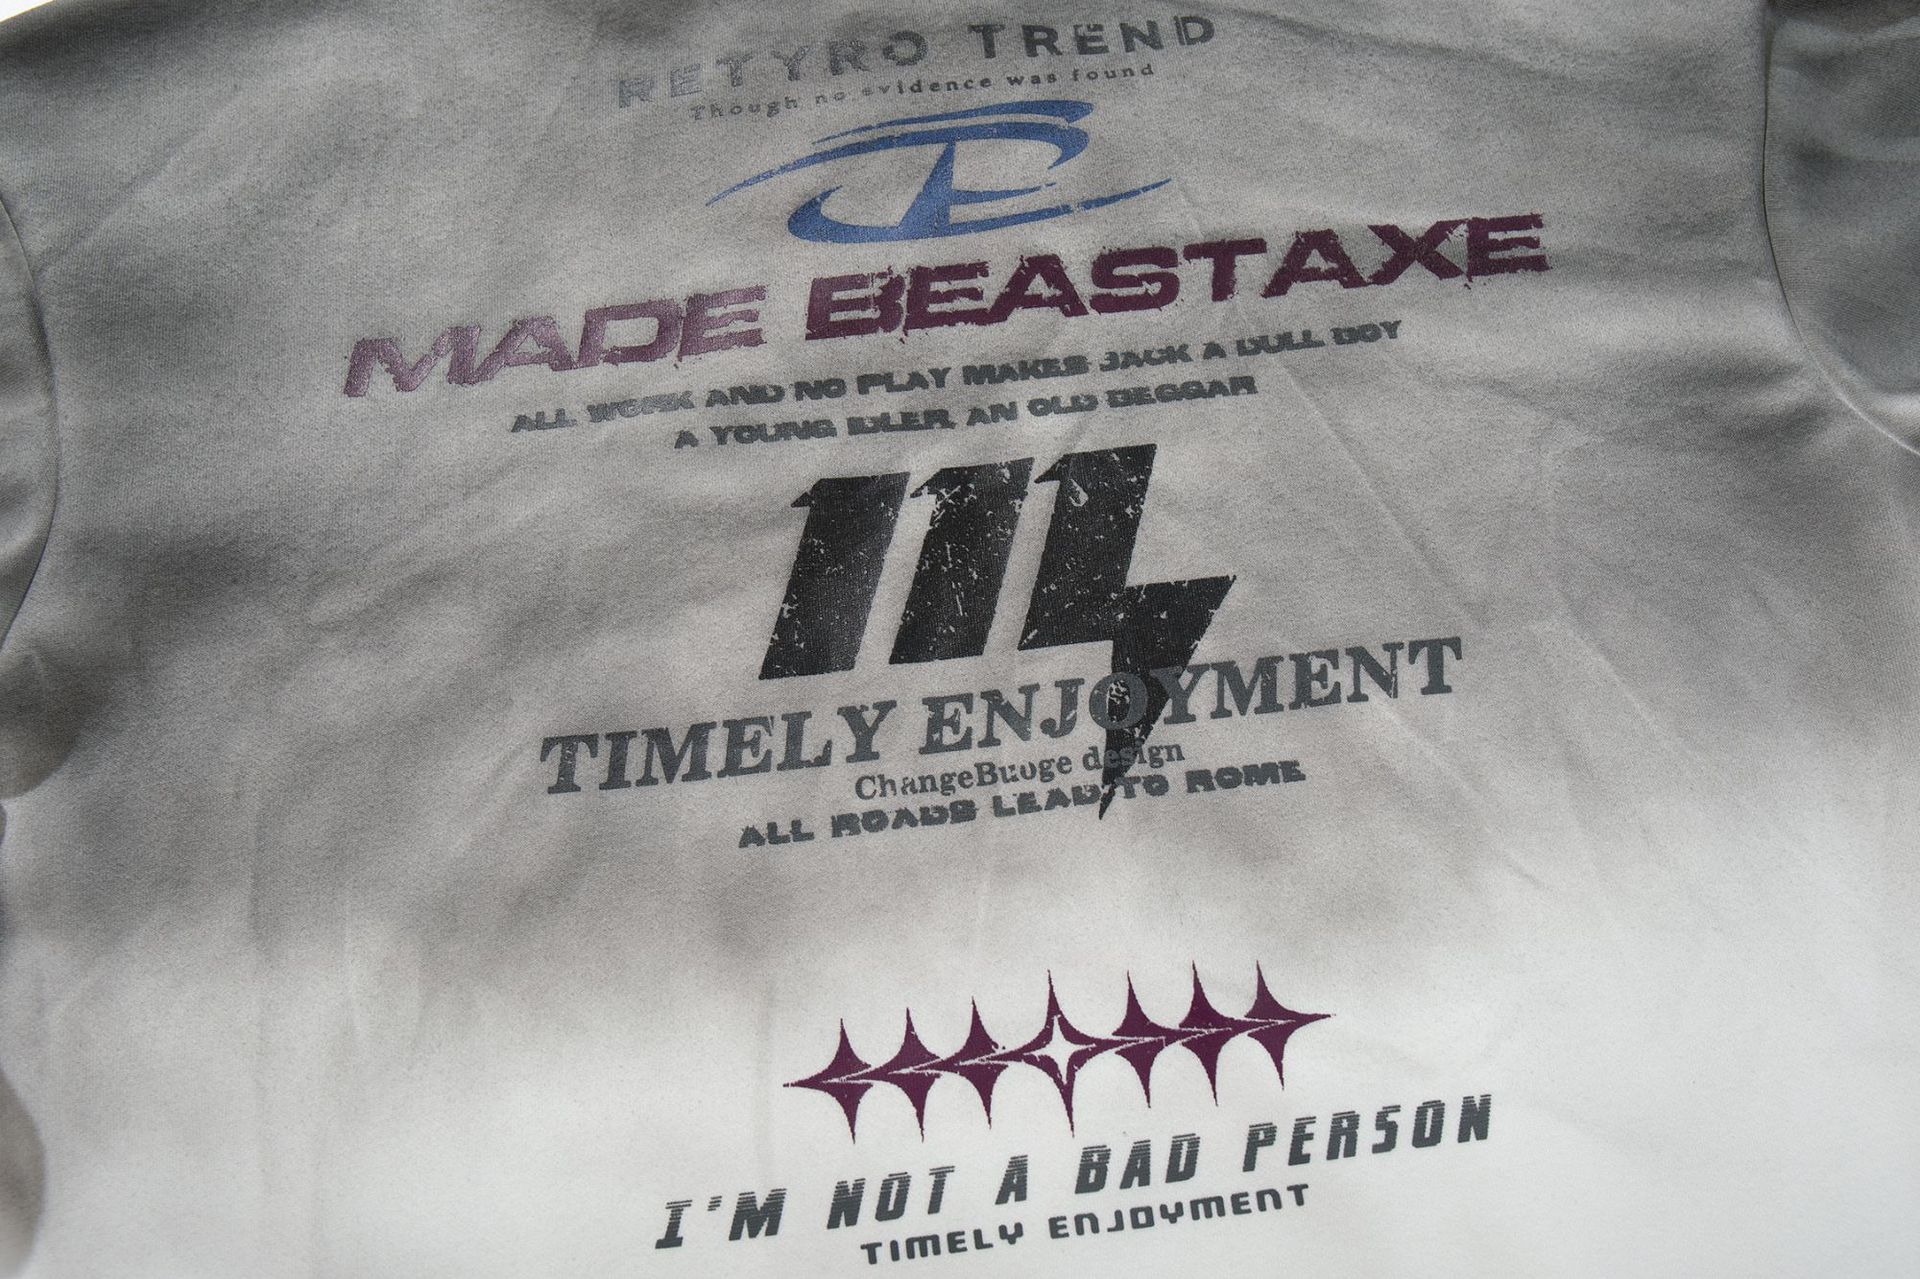 RETYRO TREND
Though no evidence was found
MADE BEASTAXE
ALL WORK AND NO PLAY MAKES JACK A DULL BOY
A YOUNG IDLER, AN OLD BEGGAR
TIMELY ENJOYMENT
ChangeBuoge design
ALL ROADS LEAD TO ROME
I'M NOT A BAD PERSON
TIMELY ENJOYMENT